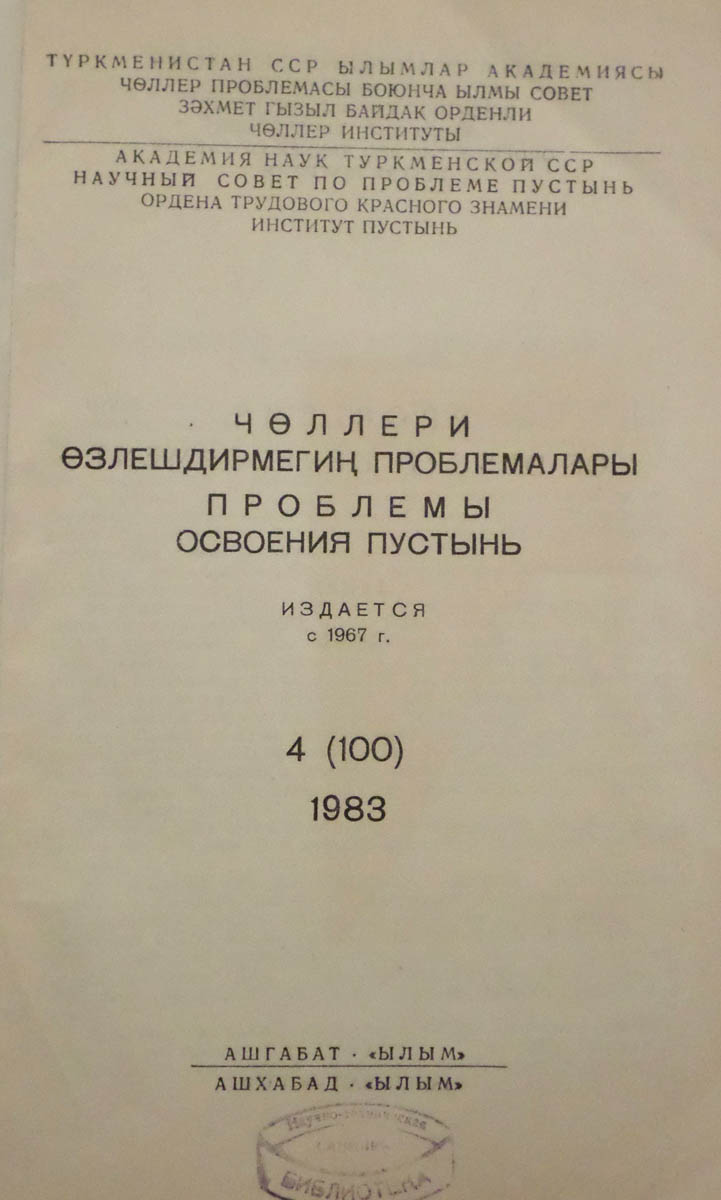 ТҮРКМЕНИСТАН ССР ЫЛЫМЛАР АКАДЕМИЯСЫ
ЧӨЛЛЕР ПРОБЛЕМАСЫ БОЮНЧА ЫЛМЫ СОВЕТ
ЗӘХМЕТ ГЫЗЫЛ БАЙДАК ОРДЕНЛИ
ЧӨЛЛЕР ИНСТИТУТЫ
АКАДЕМИЯ НАУК ТУРКМЕНСКОЙ ССР
НАУЧНЫЙ СОВЕТ ПО ПРОБЛЕМЕ ПУСТЫНЬ
ОРДЕНА ТРУДОВОГО КРАСНОГО ЗНАМЕНИ
ИНСТИТУТ ПУСТЫНЬ
ЧӨЛЛЕРИ
ӨЗЛЕШДИРМЕГИҢ ПРОБЛЕМАЛАРЫ
ПРОБЛЕМЫ
ОСВОЕНИЯ ПУСТЫНЬ
ИЗДАЕТСЯ
с 1967 г.
4 (100)
1983
АШГАБАТ · «ЫЛЫМ»
АШХАБАД · «ЫЛЫМ»
БИБЛИОТЕКА